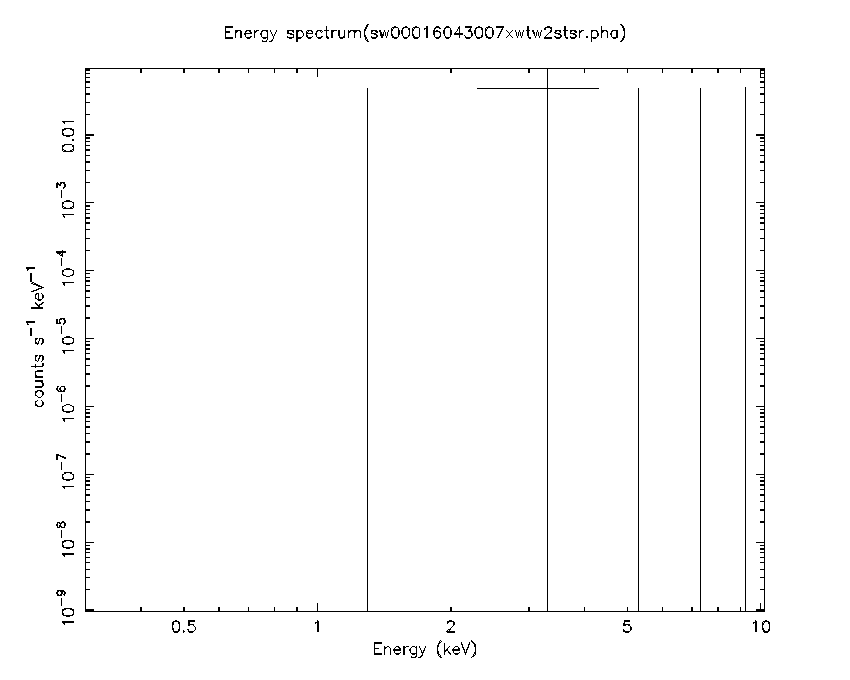 Energy spectrum(sw00016043007xwtw2stsr.pha)
0.01
10⁻³
10⁻⁴
10⁻⁵
10⁻⁶
10⁻⁷
10⁻⁸
10⁻⁹
counts s⁻¹ keV⁻¹
0.5 1 2 5 10
Energy (keV)